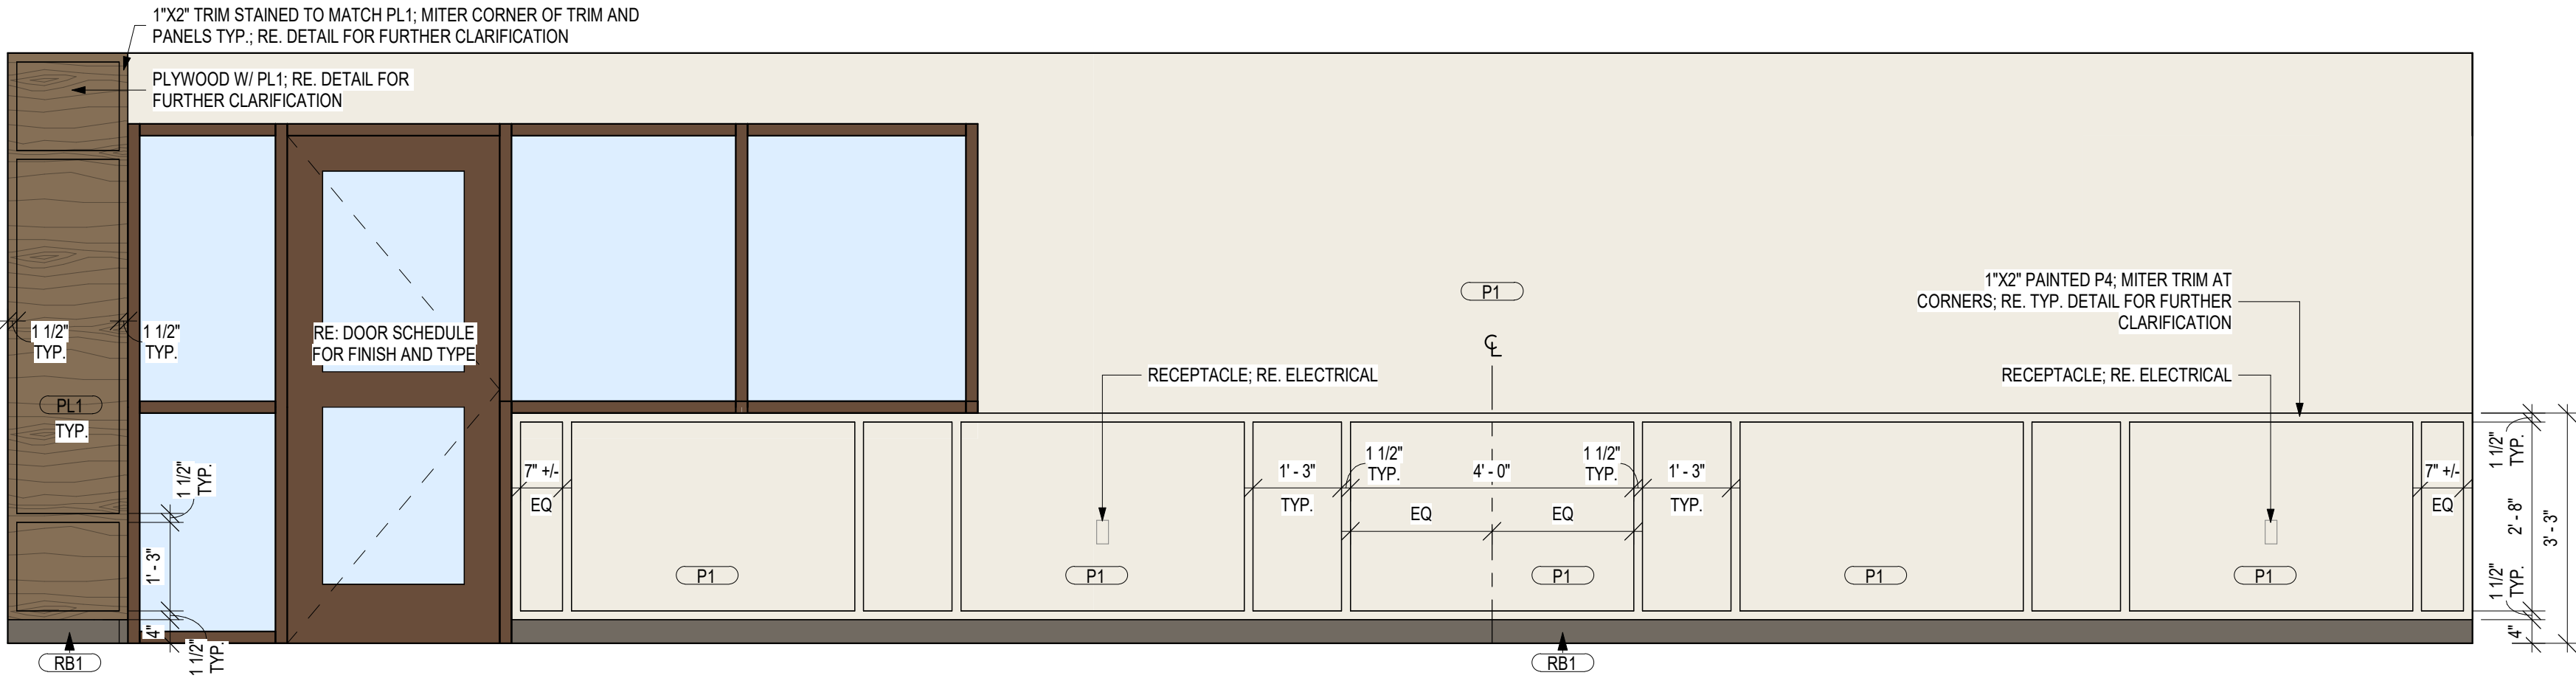 1"X2" TRIM STAINED TO MATCH PL1; MITER CORNER OF TRIM AND
PANELS TYP.; RE. DETAIL FOR FURTHER CLARIFICATION
PLYWOOD W/ PL1; RE. DETAIL FOR
FURTHER CLARIFICATION
1 1/2"
TYP.
1 1/2"
TYP.
RE: DOOR SCHEDULE
FOR FINISH AND TYPE
PL1
TYP.
1 1/2"
TYP.
1' - 3"
4"
1 1/2"
TYP.
RB1
P1
℄
1"X2" PAINTED P4; MITER TRIM AT
CORNERS; RE. TYP. DETAIL FOR FURTHER
CLARIFICATION
RECEPTACLE; RE. ELECTRICAL
RECEPTACLE; RE. ELECTRICAL
7" +/-
EQ
1' - 3"
TYP.
1 1/2"
TYP.
4' - 0"
1 1/2"
TYP.
1' - 3"
TYP.
EQ
EQ
7" +/-
EQ
P1
P1
P1
P1
P1
RB1
1 1/2"
TYP.
2' - 8"
3' - 3"
1 1/2"
TYP.
4"